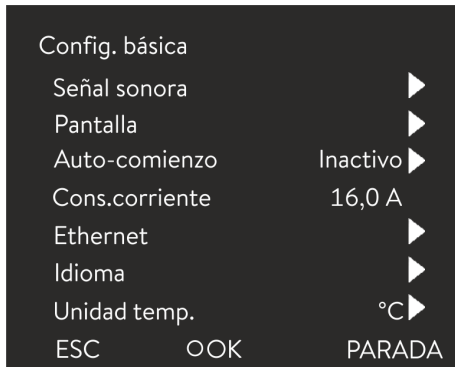 Config. básica
Señal sonora
Pantalla
Auto-comienzo Inactivo
Cons.corriente 16,0 A
Ethernet
Idioma
Unidad temp. °C
ESC OOK PARADA